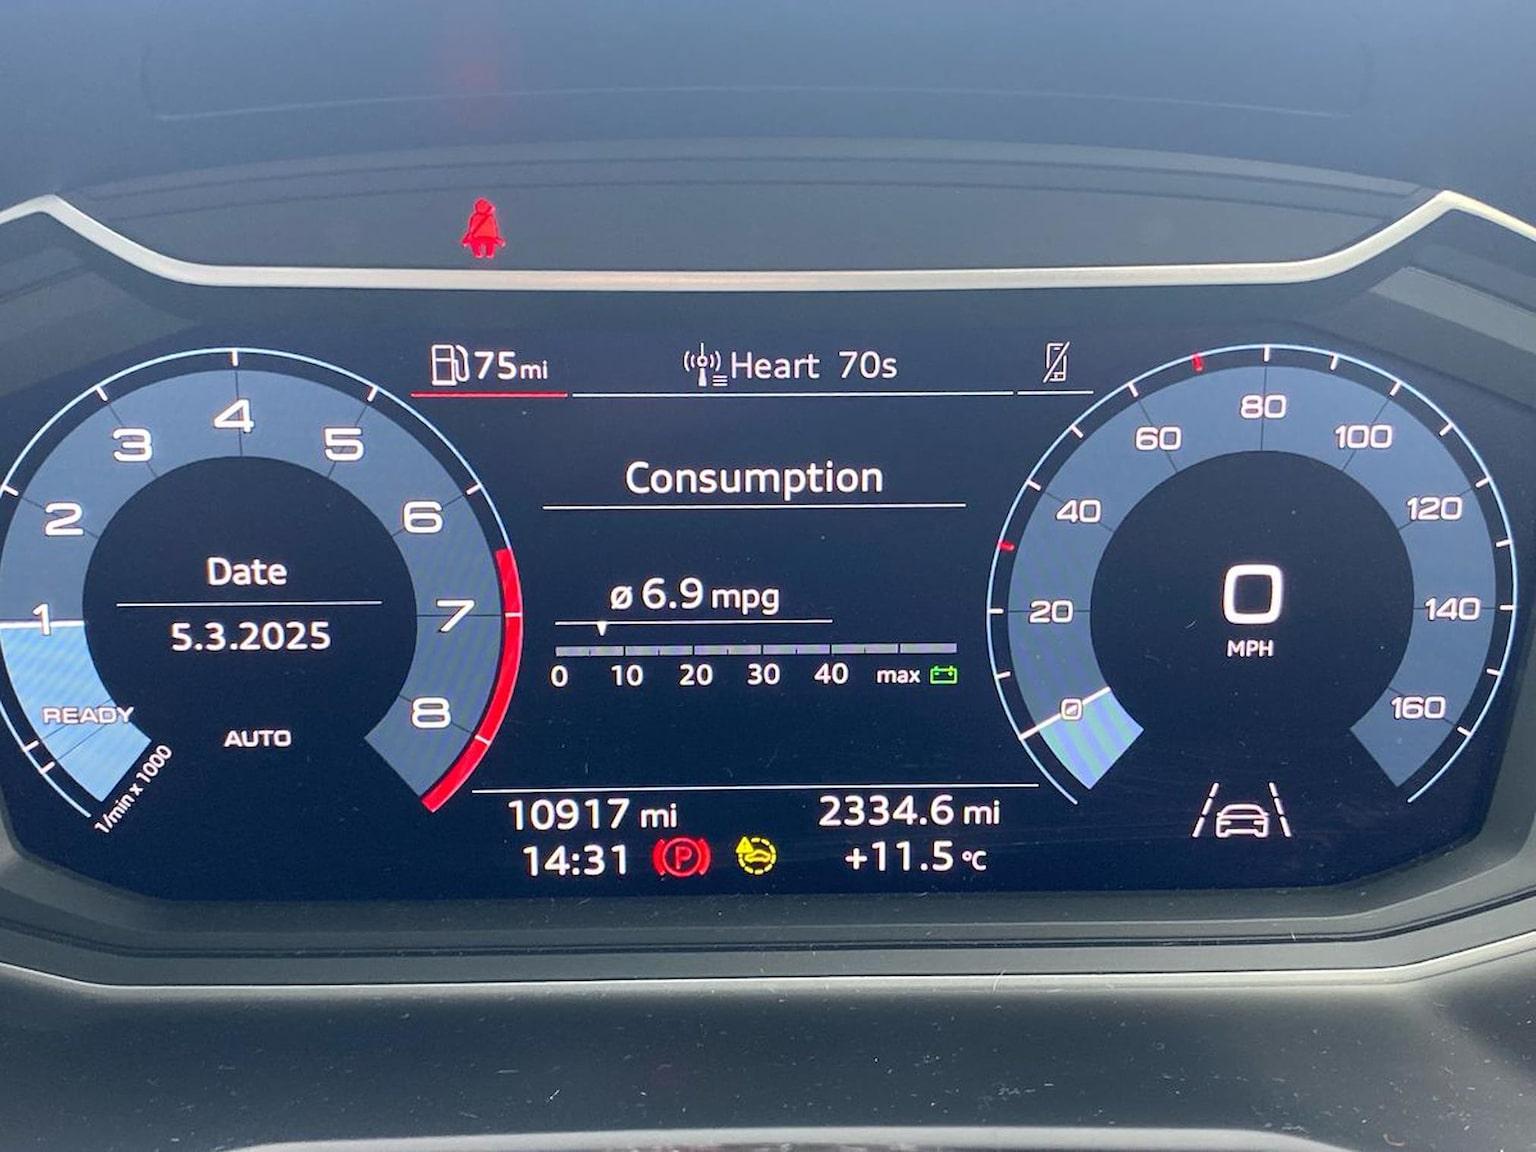 75 mi
Heart 70s
1
2
3
4
5
6
7
8
READY
1/min x 1000
Date
5.3.2025
AUTO
Consumption
ø 6.9 mpg
0 10 20 30 40 max
0
20
40
60
80
100
120
140
160
0
MPH
10917 mi
2334.6 mi
14:31
P
+11.5 °C